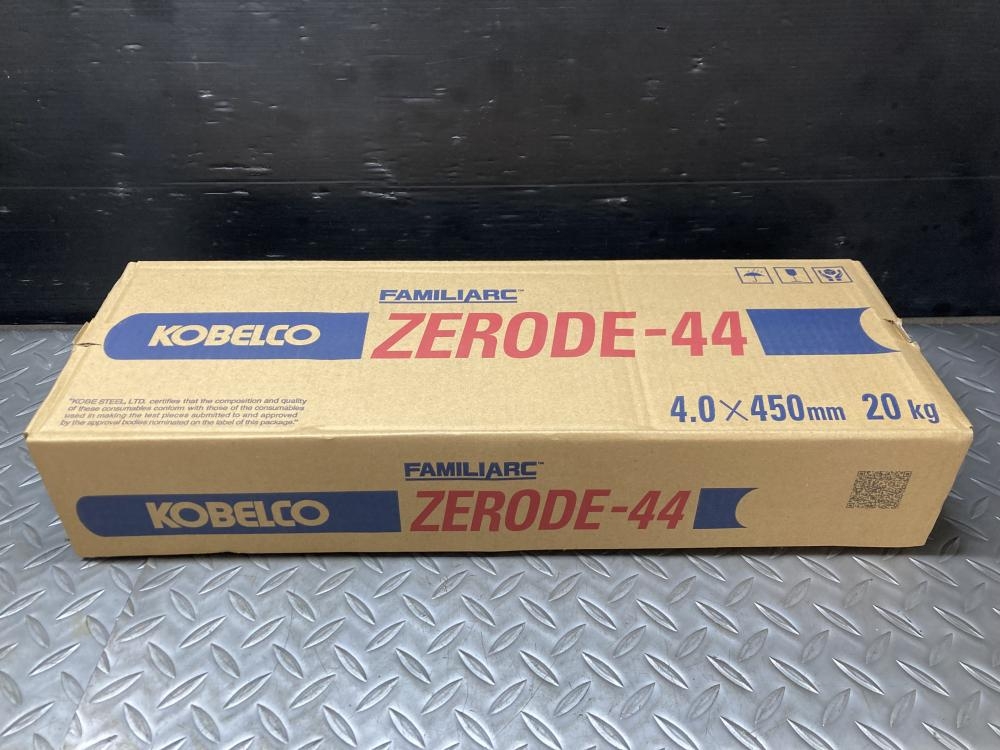 FAMILIARC™
KOBELCO ZERODE-44
"KOBE STEEL, LTD. certifies that the composition and quality
of these consumables conform with those of the consumables
used in making the test pieces submitted to and approved
by the approval bodies nominated on the label of this package."
4.0×450mm 20kg
FAMILIARC™
KOBELCO ZERODE-44